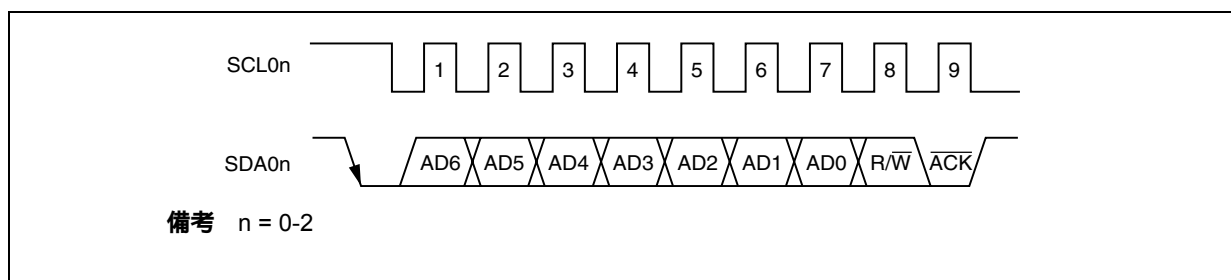 SCL0n 1 2 3 4 5 6 7 8 9
SDA0n AD6 AD5 AD4 AD3 AD2 AD1 AD0 R/W̅ A̅C̅K̅
備考 n = 0-2